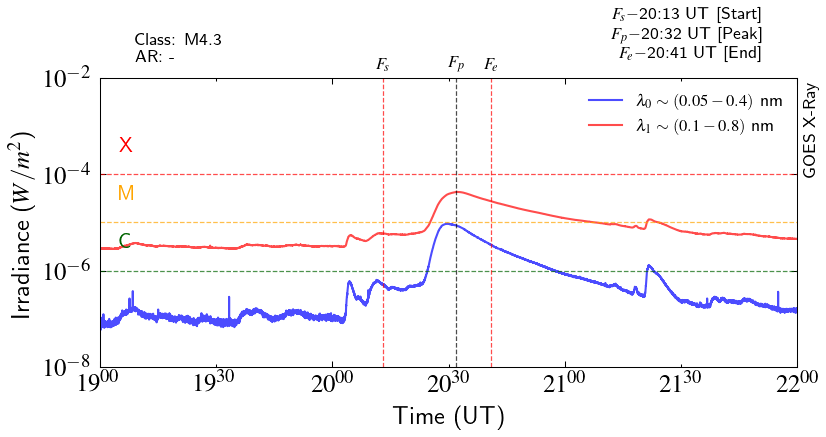 Fₛ−20:13 UT [Start]
Class: M4.3
Fₚ−20:32 UT [Peak]
AR: -
Fₑ−20:41 UT [End]
Fₛ Fₚ Fₑ
10⁻²
λ₀ ∼ (0.05 − 0.4) nm
λ₁ ∼ (0.1 − 0.8) nm
GOES X-Ray
X
10⁻⁴
M
C
10⁻⁶
10⁻⁸
Irradiance (W/m²)
19⁰⁰ 19³⁰ 20⁰⁰ 20³⁰ 21⁰⁰ 21³⁰ 22⁰⁰
Time (UT)